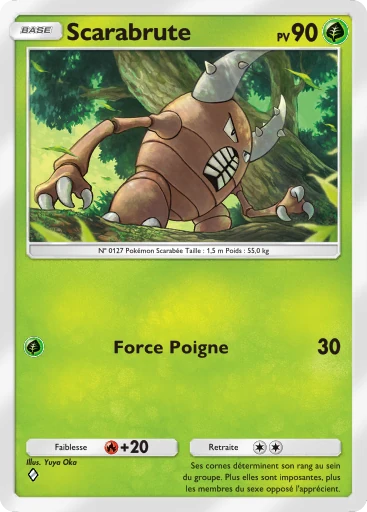 BASE
Scarabrute
PV 90
N° 0127 Pokémon Scarabée Taille : 1,5 m Poids : 55,0 kg
Force Poigne 30
Faiblesse +20
Retraite
Illus. Yuya Oka
Ses cornes déterminent son rang au sein
du groupe. Plus elles sont imposantes, plus
les membres du sexe opposé l'apprécient.